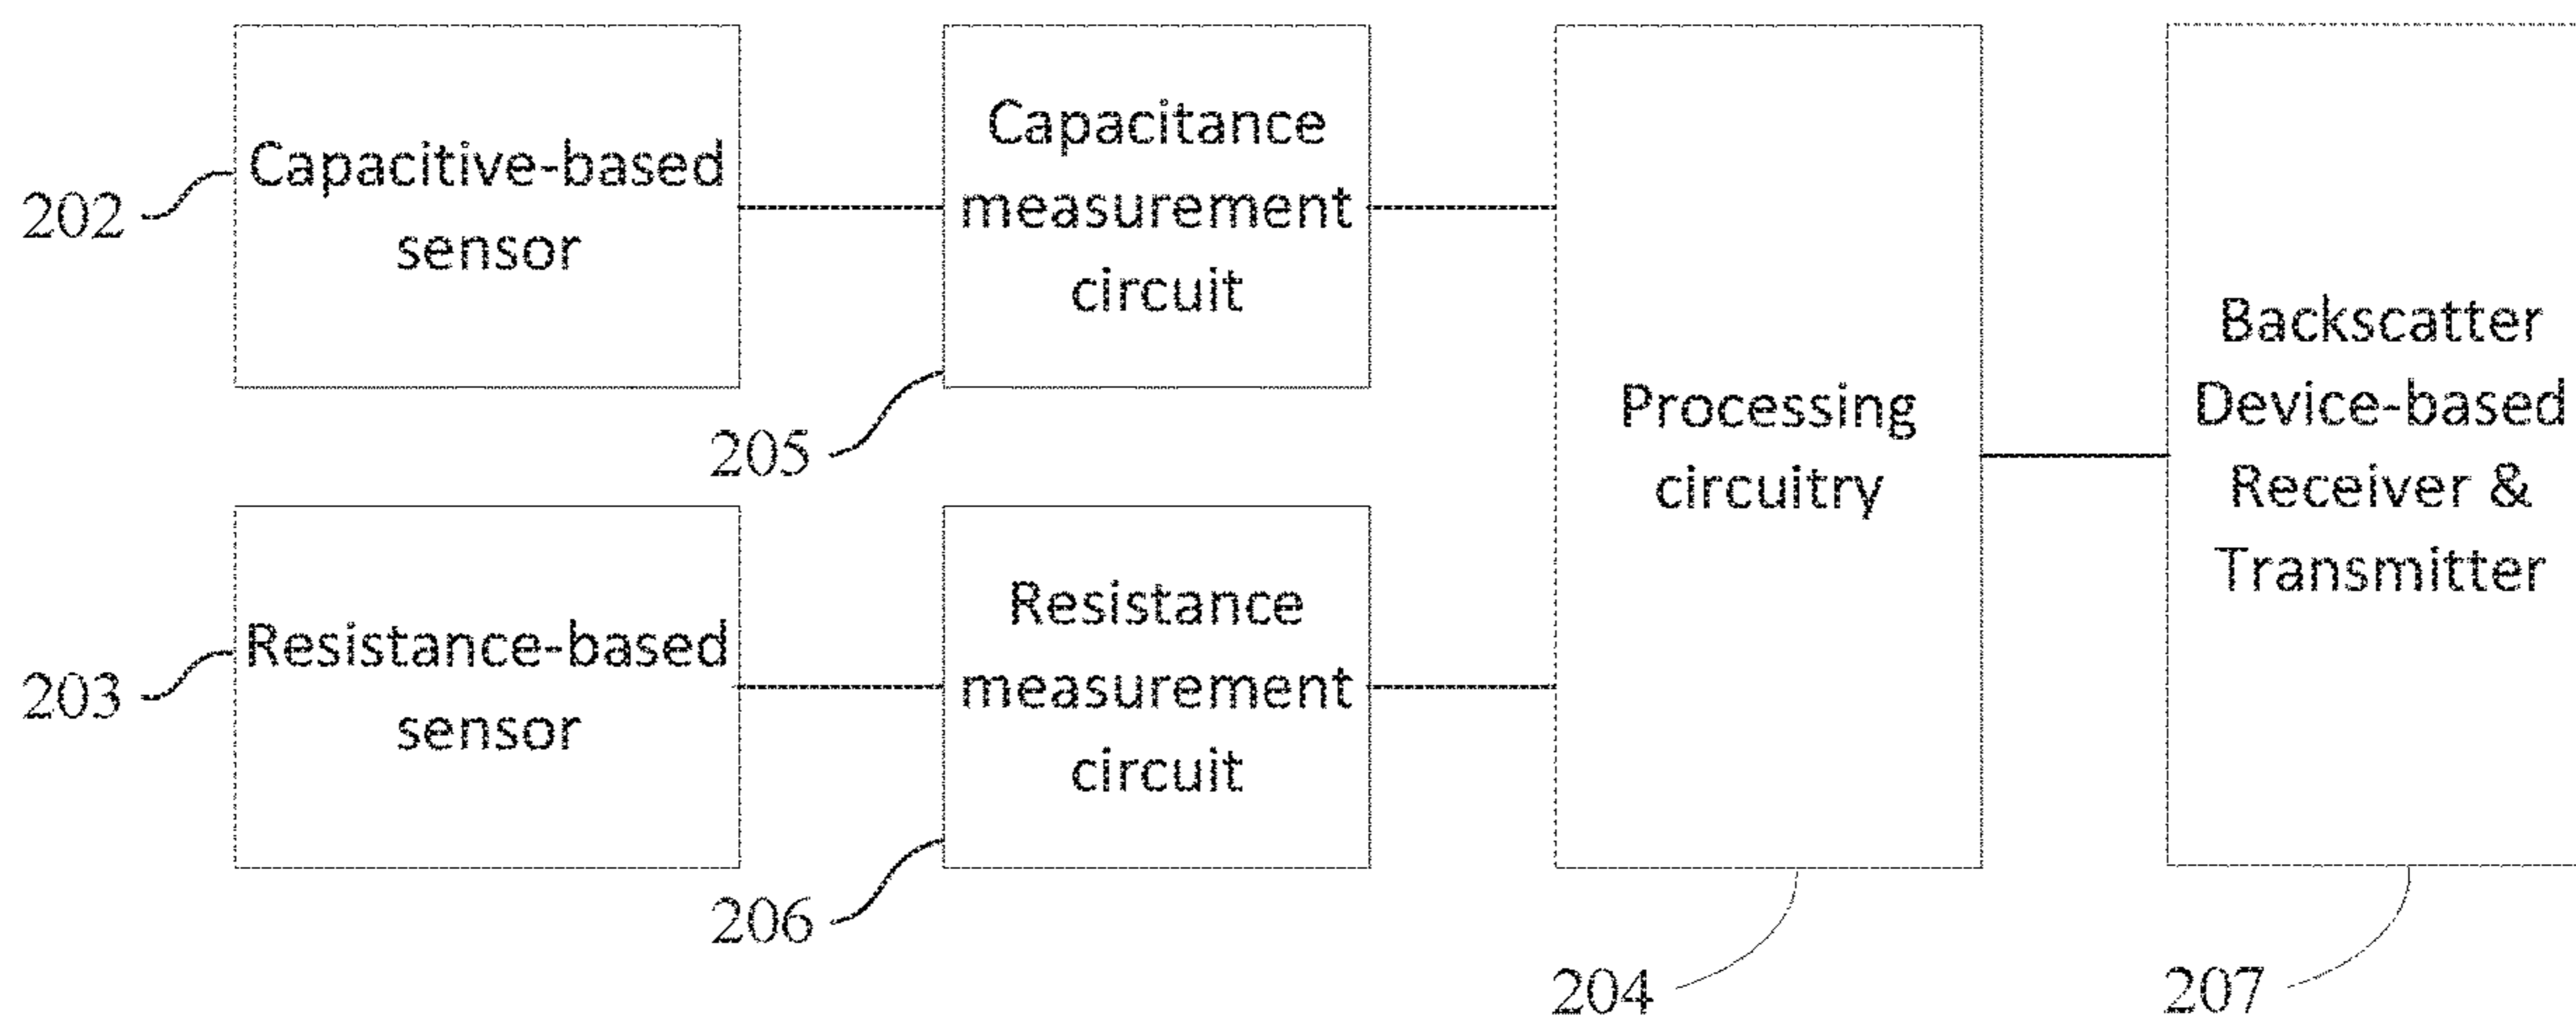 202
Capacitive-based
sensor
Capacitance
measurement
circuit
205
203
Resistance-based
sensor
Resistance
measurement
circuit
206
Processing
circuitry
204
Backscatter
Device-based
Receiver &
Transmitter
207